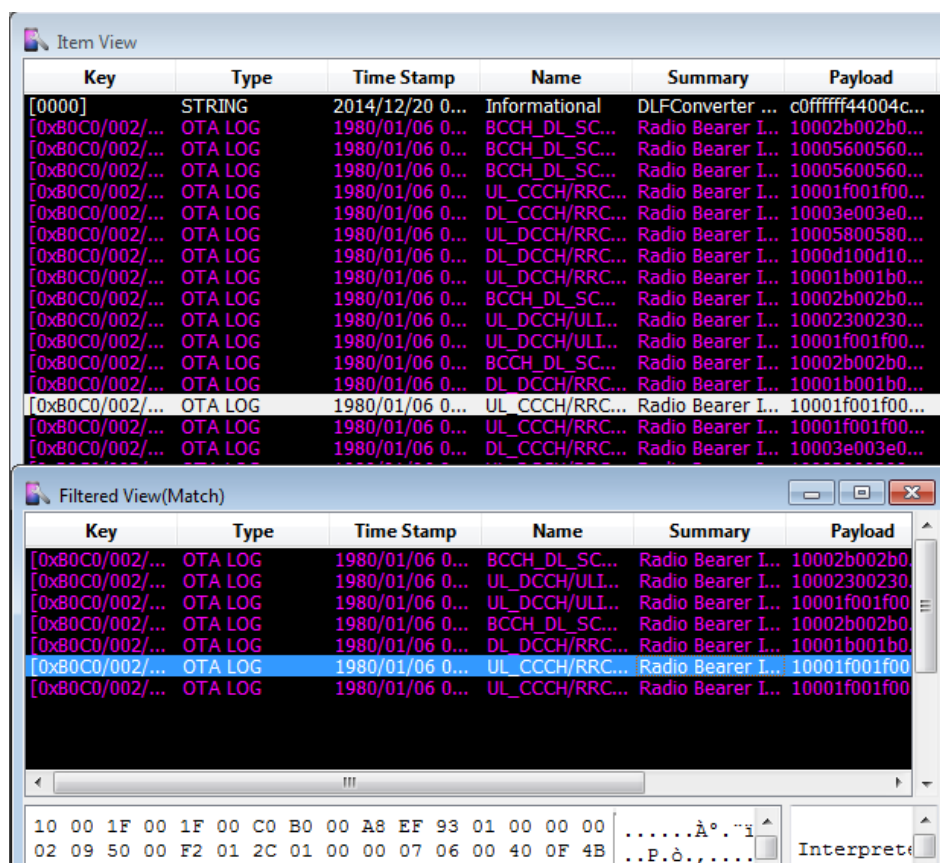 Item View
Key Type Time Stamp Name Summary Payload
[0000] STRING 2014/12/20 0... Informational DLFConverter ... c0ffffff44004c...
[0xB0C0/002/... OTA LOG 1980/01/06 0... BCCH_DL_SC... Radio Bearer I... 10002b002b0...
[0xB0C0/002/... OTA LOG 1980/01/06 0... BCCH_DL_SC... Radio Bearer I... 10005600560...
[0xB0C0/002/... OTA LOG 1980/01/06 0... BCCH_DL_SC... Radio Bearer I... 10005600560...
[0xB0C0/002/... OTA LOG 1980/01/06 0... UL_CCCH/RRC... Radio Bearer I... 10001f001f00...
[0xB0C0/002/... OTA LOG 1980/01/06 0... DL_CCCH/RRC... Radio Bearer I... 10003e003e0...
[0xB0C0/002/... OTA LOG 1980/01/06 0... UL_DCCH/RRC... Radio Bearer I... 10005800580...
[0xB0C0/002/... OTA LOG 1980/01/06 0... DL_DCCH/RRC... Radio Bearer I... 1000d100d10...
[0xB0C0/002/... OTA LOG 1980/01/06 0... UL_DCCH/RRC... Radio Bearer I... 10001b001b0...
[0xB0C0/002/... OTA LOG 1980/01/06 0... BCCH_DL_SC... Radio Bearer I... 10002b002b0...
[0xB0C0/002/... OTA LOG 1980/01/06 0... UL_DCCH/ULI... Radio Bearer I... 10002300230...
[0xB0C0/002/... OTA LOG 1980/01/06 0... UL_DCCH/ULI... Radio Bearer I... 10001f001f00...
[0xB0C0/002/... OTA LOG 1980/01/06 0... BCCH_DL_SC... Radio Bearer I... 10002b002b0...
[0xB0C0/002/... OTA LOG 1980/01/06 0... DL_DCCH/RRC... Radio Bearer I... 10001b001b0...
[0xB0C0/002/... OTA LOG 1980/01/06 0... UL_CCCH/RRC... Radio Bearer I... 10001f001f00...
[0xB0C0/002/... OTA LOG 1980/01/06 0... UL_CCCH/RRC... Radio Bearer I... 10001f001f00...
[0xB0C0/002/... OTA LOG 1980/01/06 0... DL_CCCH/RRC... Radio Bearer I... 10003e003e0...
Filtered View(Match)
Key Type Time Stamp Name Summary Payload
[0xB0C0/002/... OTA LOG 1980/01/06 0... BCCH_DL_SC... Radio Bearer I... 10002b002b0
[0xB0C0/002/... OTA LOG 1980/01/06 0... UL_DCCH/ULI... Radio Bearer I... 10002300230
[0xB0C0/002/... OTA LOG 1980/01/06 0... UL_DCCH/ULI... Radio Bearer I... 10001f001f00
[0xB0C0/002/... OTA LOG 1980/01/06 0... BCCH_DL_SC... Radio Bearer I... 10002b002b0
[0xB0C0/002/... OTA LOG 1980/01/06 0... DL_DCCH/RRC... Radio Bearer I... 10001b001b0
[0xB0C0/002/... OTA LOG 1980/01/06 0... UL_CCCH/RRC... Radio Bearer I... 10001f001f00
[0xB0C0/002/... OTA LOG 1980/01/06 0... UL_CCCH/RRC... Radio Bearer I... 10001f001f00
10 00 1F 00 1F 00 C0 B0 00 A8 EF 93 01 00 00 00 ......À°.¨ï
02 09 50 00 F2 01 2C 01 00 00 07 06 00 40 0F 4B ..P.ò.,.... Interprete